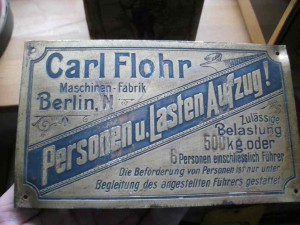 Carl Flohr
Maschinen-Fabrik
Berlin, N
Personen u. Lasten Aufzug!
Zulässige
Belastung
500 kg. oder
6 Personen einschliesslich Führer
Die Beförderung von Personen ist nur unter
Begleitung des angestellten Führers gestattet